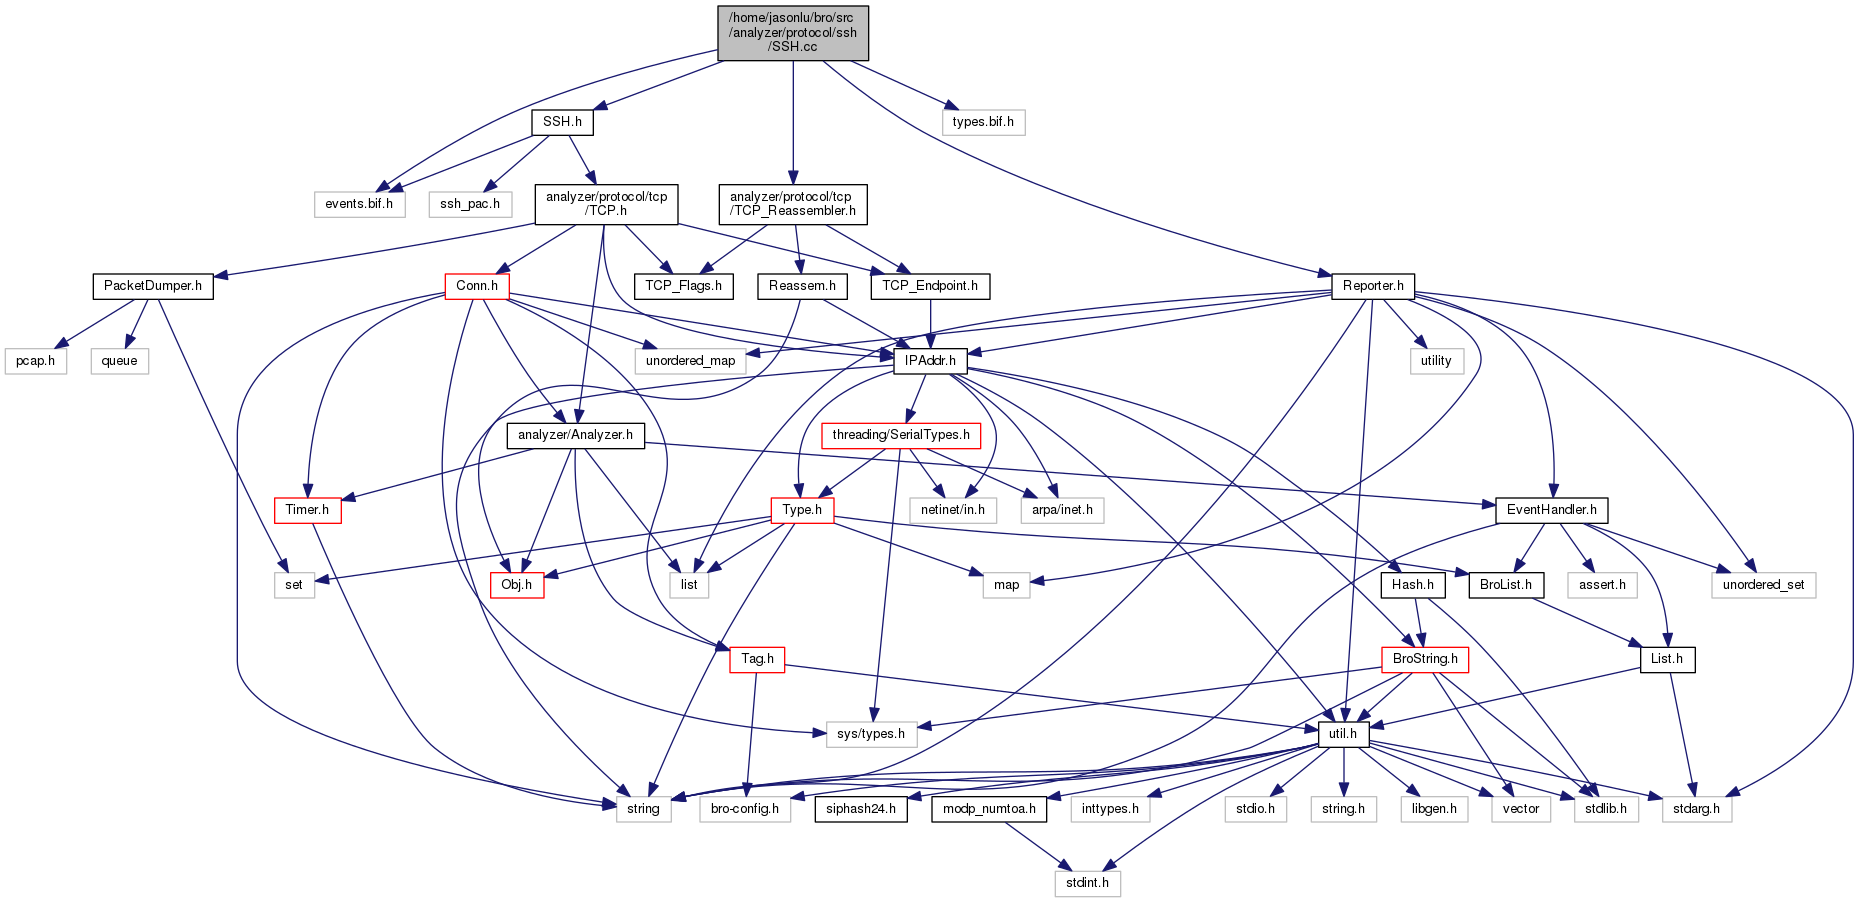 /home/jasonlu/bro/src
/analyzer/protocol/ssh
/SSH.cc
SSH.h
types.bif.h
events.bif.h
ssh_pac.h
analyzer/protocol/tcp
/TCP.h
analyzer/protocol/tcp
/TCP_Reassembler.h
PacketDumper.h
Conn.h
TCP_Flags.h
Reassem.h
TCP_Endpoint.h
Reporter.h
pcap.h
queue
unordered_map
IPAddr.h
utility
analyzer/Analyzer.h
threading/SerialTypes.h
Timer.h
Type.h
netinet/in.h
arpa/inet.h
EventHandler.h
set
Obj.h
list
map
Hash.h
BroList.h
assert.h
unordered_set
Tag.h
BroString.h
List.h
sys/types.h
util.h
string
bro-config.h
siphash24.h
modp_numtoa.h
inttypes.h
stdio.h
string.h
libgen.h
vector
stdlib.h
stdarg.h
stdint.h